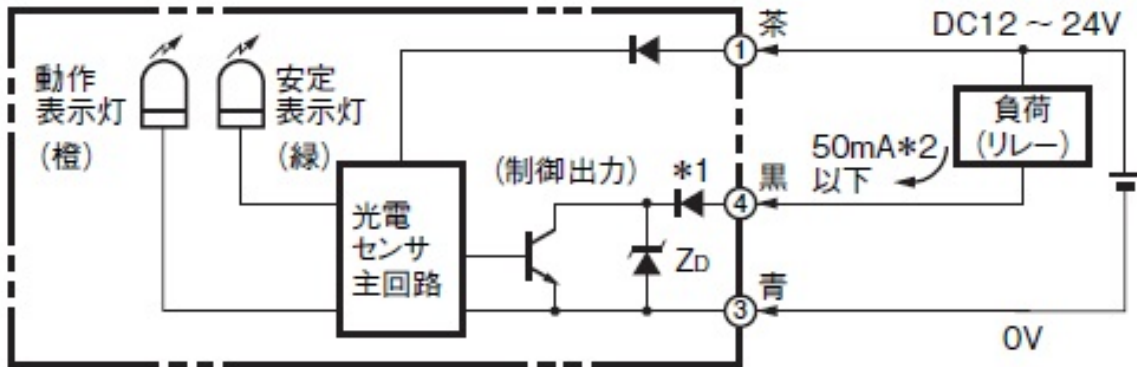 動作
表示灯
(橙)
安定
表示灯
(緑)
光電
センサ
主回路
(制御出力)
*1
ZD
① 茶
DC12 ~ 24V
負荷
(リレー)
50mA*2
以下
④ 黒
③ 青
0V